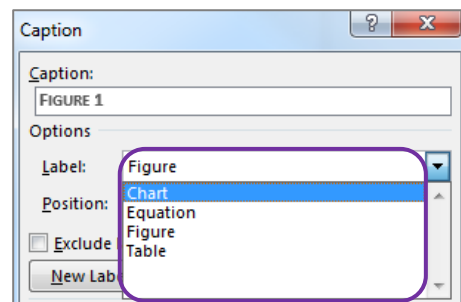 Caption
Caption:
FIGURE 1
Options
Label: Figure
Chart
Position:
Equation
Figure
Exclude
Table
New